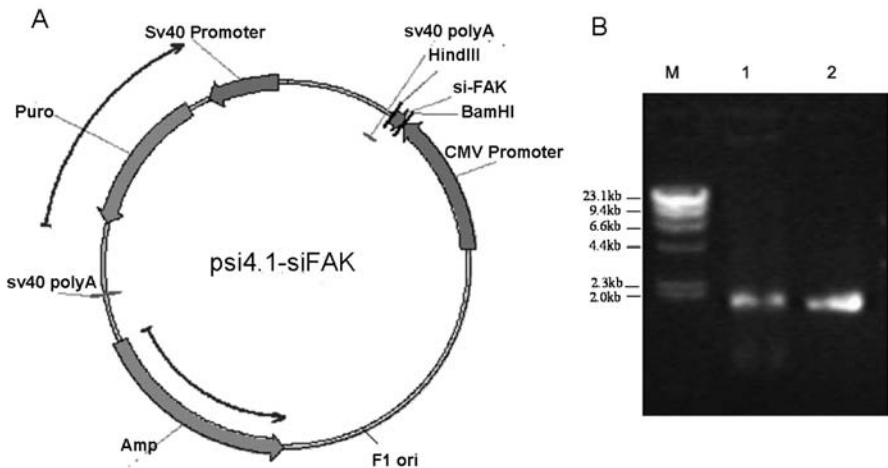 A
Sv40 Promoter
sv40 polyA
HindIII
si-FAK
BamHI
CMV Promoter
Puro
psi4.1-siFAK
sv40 polyA
Amp
F1 ori
B
M 1 2
23.1kb
9.4kb
6.6kb
4.4kb
2.3kb
2.0kb